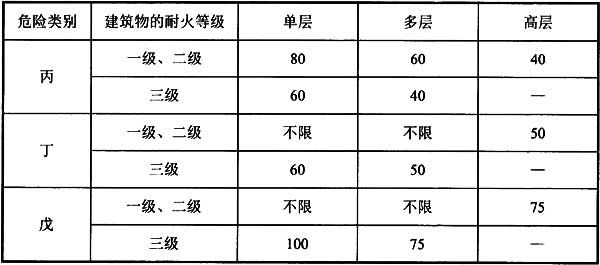 危险类别 建筑物的耐火等级 单层 多层 高层
丙 一级、二级 80 60 40
三级 60 40 —
丁 一级、二级 不限 不限 50
三级 60 50 —
戊 一级、二级 不限 不限 75
三级 100 75 —